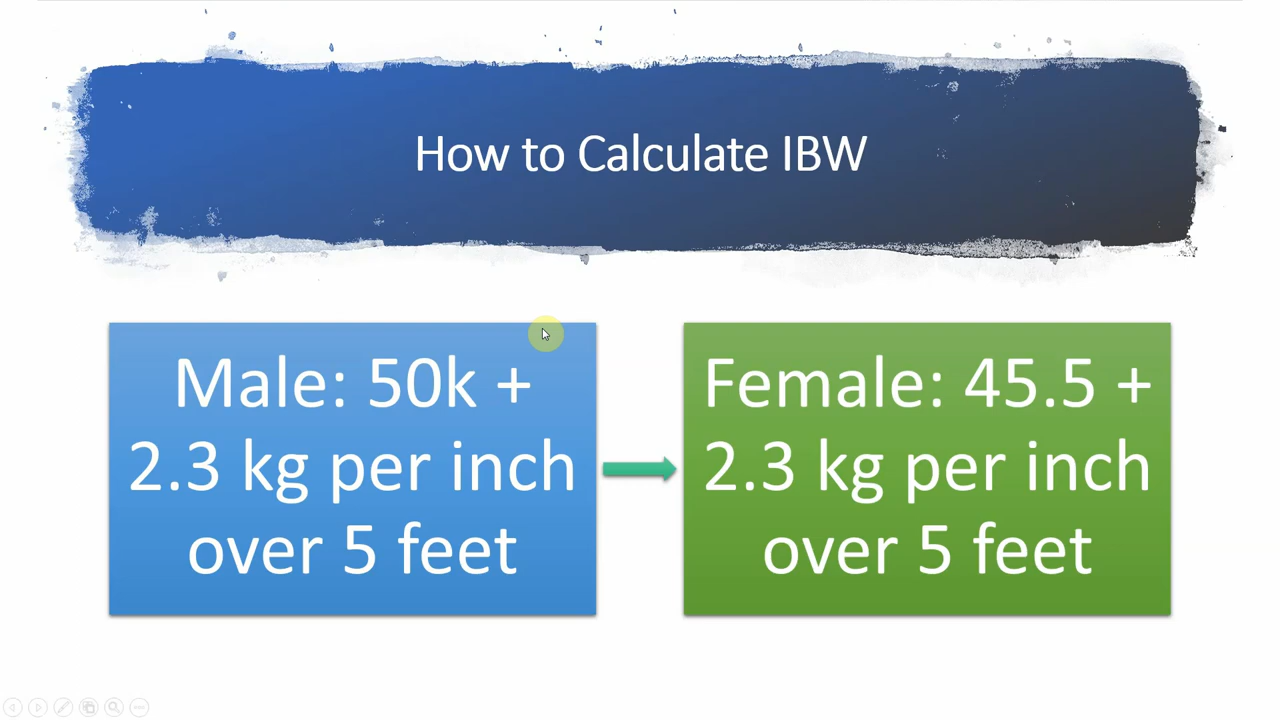 How to Calculate IBW
Male: 50k +
2.3 kg per inch
over 5 feet
Female: 45.5 +
2.3 kg per inch
over 5 feet